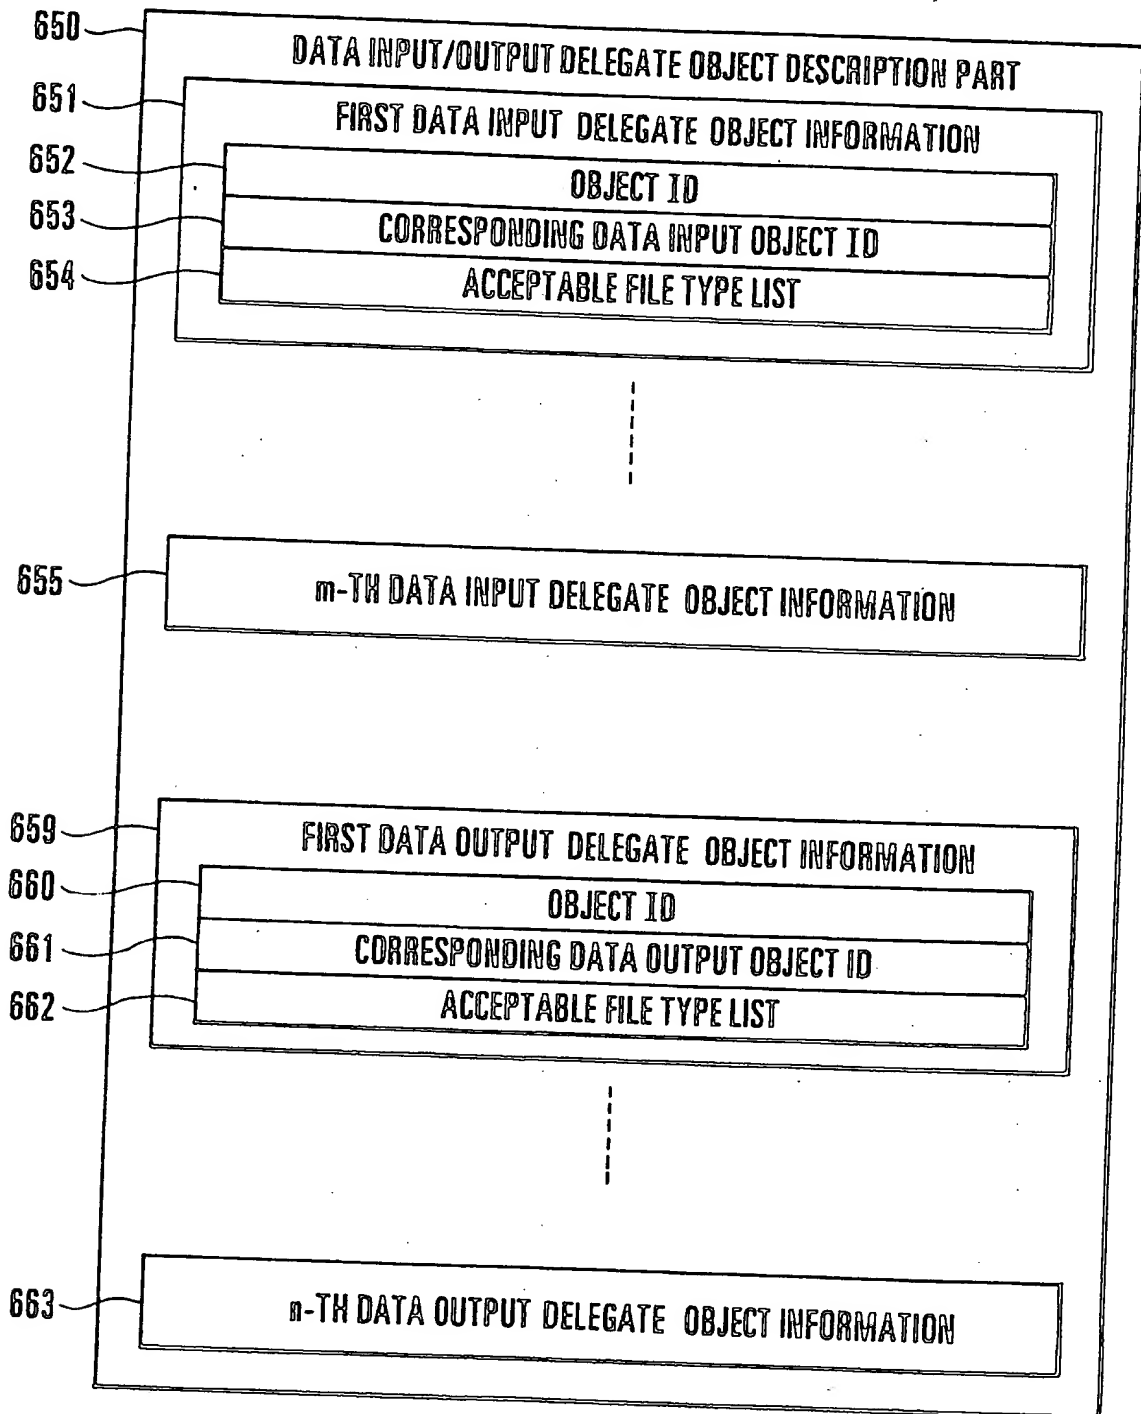 650
DATA INPUT/OUTPUT DELEGATE OBJECT DESCRIPTION PART
651
FIRST DATA INPUT DELEGATE OBJECT INFORMATION
652
OBJECT ID
653
CORRESPONDING DATA INPUT OBJECT ID
654
ACCEPTABLE FILE TYPE LIST
655
m-TH DATA INPUT DELEGATE OBJECT INFORMATION
659
FIRST DATA OUTPUT DELEGATE OBJECT INFORMATION
660
OBJECT ID
661
CORRESPONDING DATA OUTPUT OBJECT ID
662
ACCEPTABLE FILE TYPE LIST
663
n-TH DATA OUTPUT DELEGATE OBJECT INFORMATION